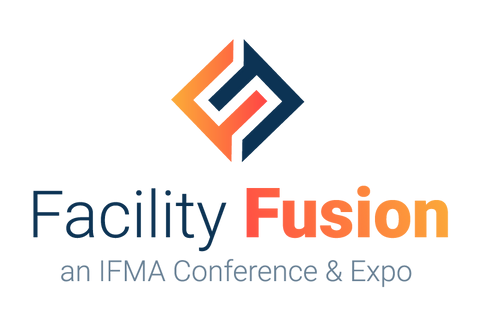 Facility Fusion
an IFMA Conference & Expo